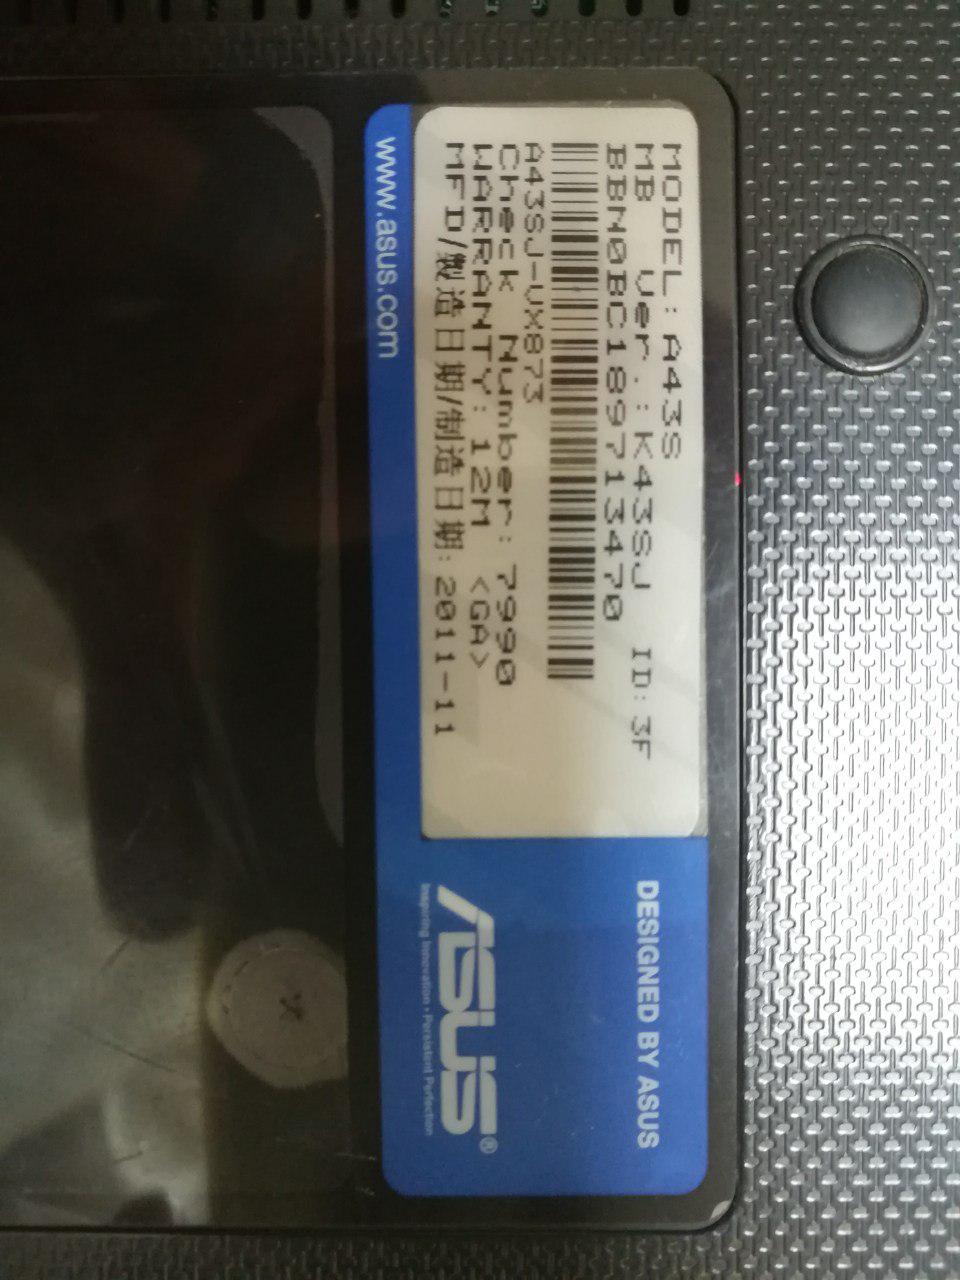 MODEL: A43S
MB Ver.: K43SJ ID: 3F
BBN0BC189713470
A43SJ-VX873
Check Number: 7990
WARRANTY: 12M <GA>
MFD/製造日期/制造日期: 2011-11
www.asus.com
DESIGNED BY ASUS
ASUS®
Inspiring Innovation • Persistent Perfection